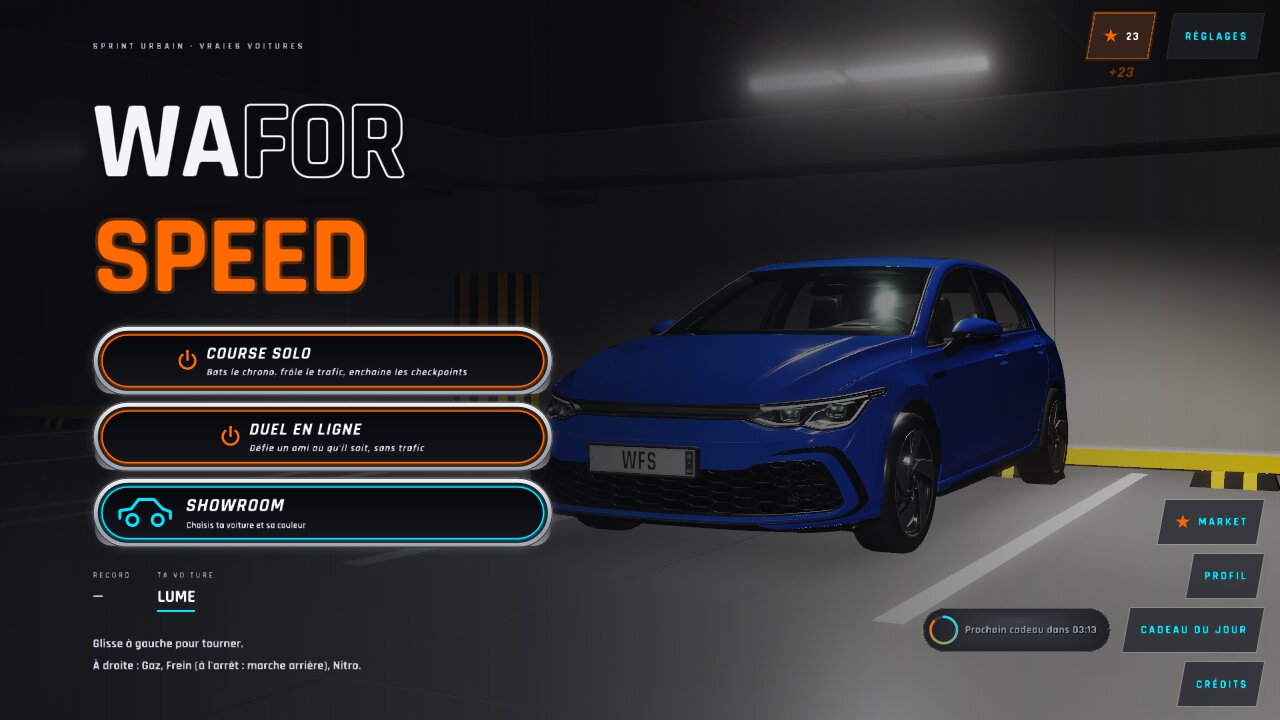 SPRINT URBAIN · VRAIES VOITURES
★ 23
RÉGLAGES
+23
WAFOR
SPEED
COURSE SOLO
Bats le chrono, frôle le trafic, enchaîne les checkpoints
DUEL EN LIGNE
Défie un ami où qu'il soit, sans trafic
SHOWROOM
Choisis ta voiture et sa couleur
WFS
RECORD
TA VOITURE
—
LUME
Glisse à gauche pour tourner.
À droite : Gaz, Frein (à l'arrêt : marche arrière), Nitro.
★ MARKET
PROFIL
Prochain cadeau dans 03:13
CADEAU DU JOUR
CRÉDITS